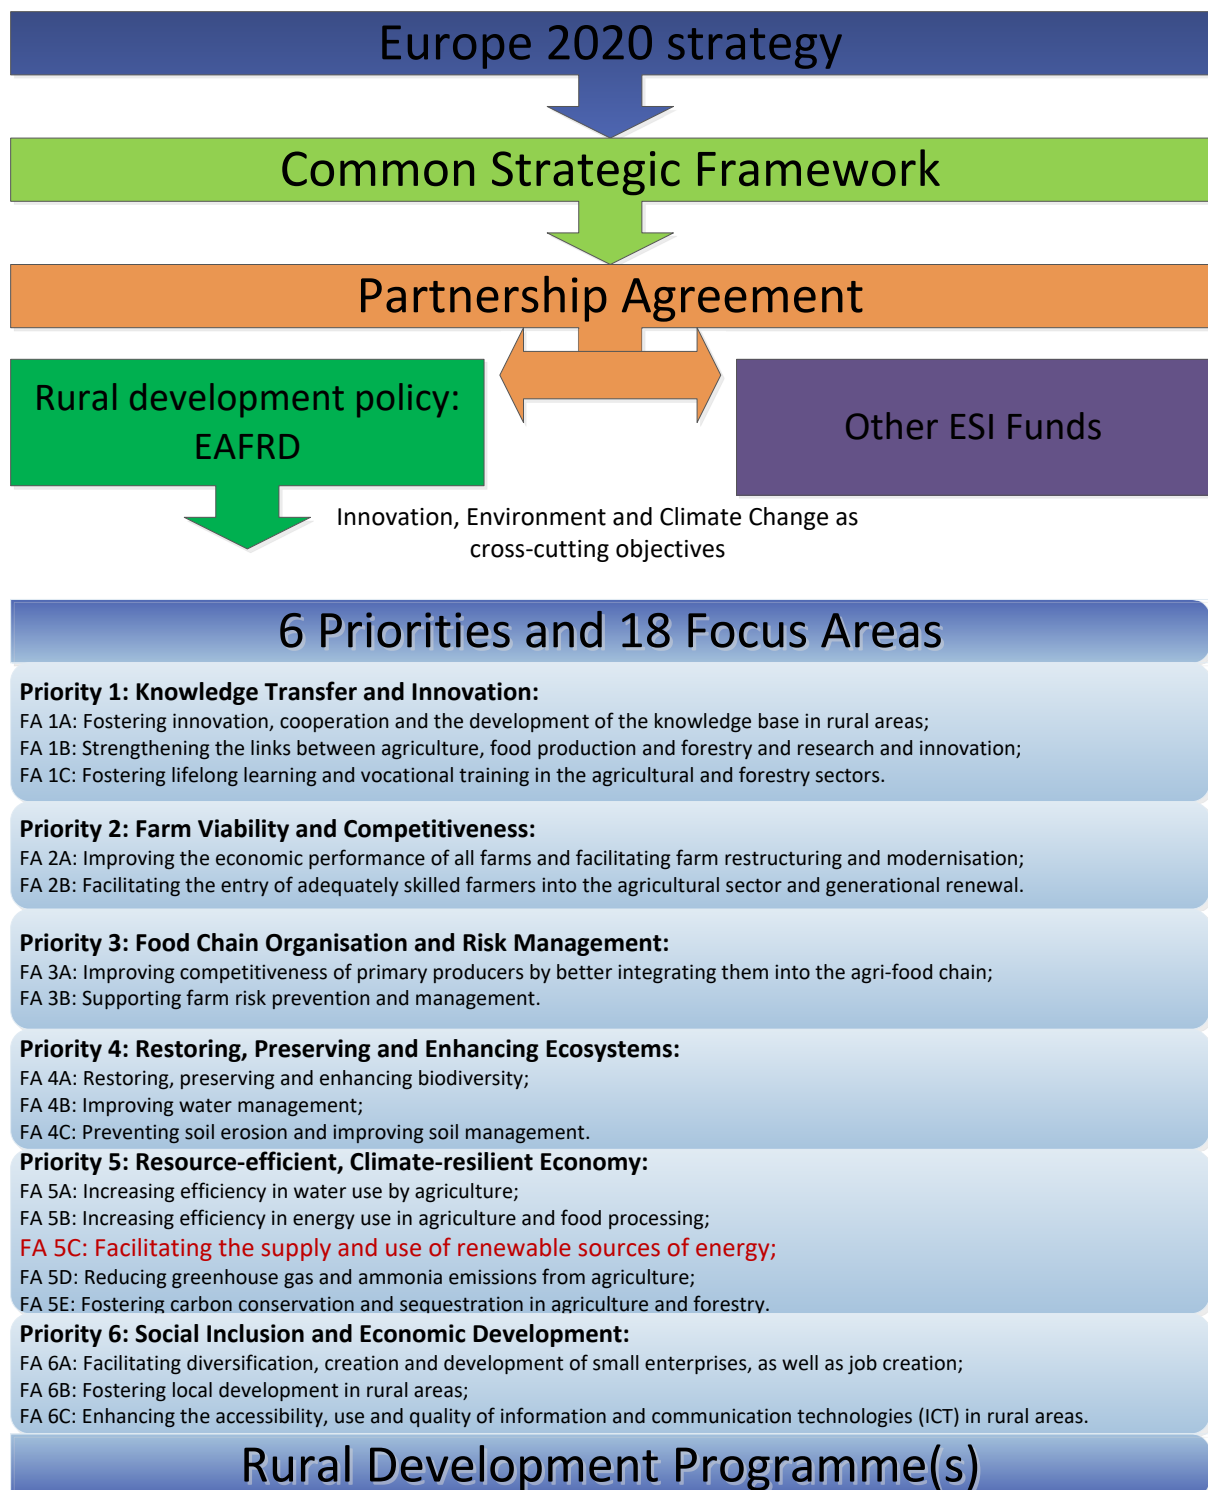 Europe 2020 strategy
Common Strategic Framework
Partnership Agreement
Rural development policy:
EAFRD
Other ESI Funds
Innovation, Environment and Climate Change as
cross-cutting objectives
6 Priorities and 18 Focus Areas
Priority 1: Knowledge Transfer and Innovation:
FA 1A: Fostering innovation, cooperation and the development of the knowledge base in rural areas;
FA 1B: Strengthening the links between agriculture, food production and forestry and research and innovation;
FA 1C: Fostering lifelong learning and vocational training in the agricultural and forestry sectors.
Priority 2: Farm Viability and Competitiveness:
FA 2A: Improving the economic performance of all farms and facilitating farm restructuring and modernisation;
FA 2B: Facilitating the entry of adequately skilled farmers into the agricultural sector and generational renewal.
Priority 3: Food Chain Organisation and Risk Management:
FA 3A: Improving competitiveness of primary producers by better integrating them into the agri-food chain;
FA 3B: Supporting farm risk prevention and management.
Priority 4: Restoring, Preserving and Enhancing Ecosystems:
FA 4A: Restoring, preserving and enhancing biodiversity;
FA 4B: Improving water management;
FA 4C: Preventing soil erosion and improving soil management.
Priority 5: Resource-efficient, Climate-resilient Economy:
FA 5A: Increasing efficiency in water use by agriculture;
FA 5B: Increasing efficiency in energy use in agriculture and food processing;
FA 5C: Facilitating the supply and use of renewable sources of energy;
FA 5D: Reducing greenhouse gas and ammonia emissions from agriculture;
FA 5E: Fostering carbon conservation and sequestration in agriculture and forestry.
Priority 6: Social Inclusion and Economic Development:
FA 6A: Facilitating diversification, creation and development of small enterprises, as well as job creation;
FA 6B: Fostering local development in rural areas;
FA 6C: Enhancing the accessibility, use and quality of information and communication technologies (ICT) in rural areas.
Rural Development Programme(s)